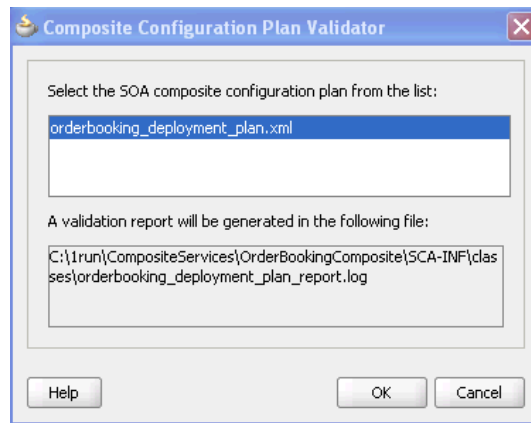 Composite Configuration Plan Validator
Select the SOA composite configuration plan from the list:
orderbooking_deployment_plan.xml
A validation report will be generated in the following file:
C:\1run\CompositeServices\OrderBookingComposite\SCA-INF\clas
ses\orderbooking_deployment_plan_report.log
Help OK Cancel